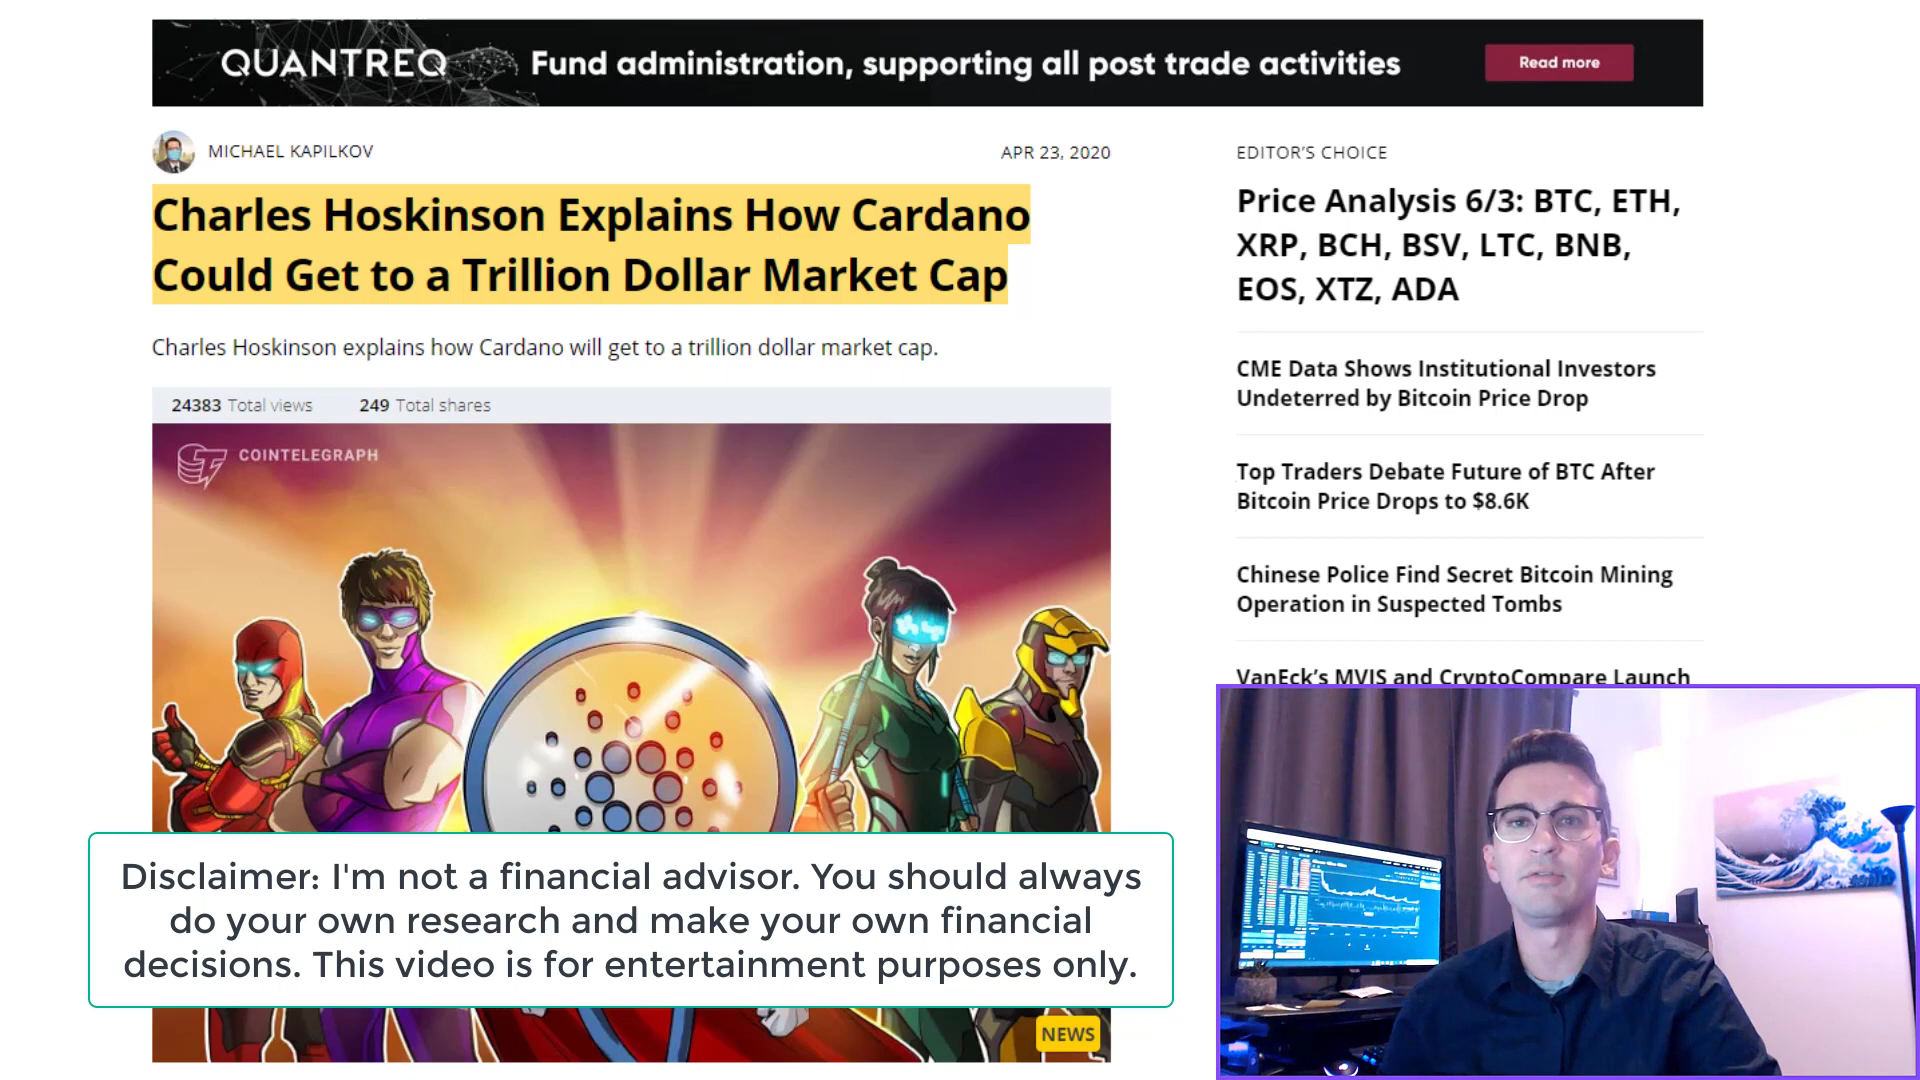 QUANTREQ
Fund administration, supporting all post trade activities
Read more
MICHAEL KAPILKOV
APR 23, 2020
Charles Hoskinson Explains How Cardano
Could Get to a Trillion Dollar Market Cap
Charles Hoskinson explains how Cardano will get to a trillion dollar market cap.
24383 Total views 249 Total shares
COINTELEGRAPH
NEWS
EDITOR'S CHOICE
Price Analysis 6/3: BTC, ETH,
XRP, BCH, BSV, LTC, BNB,
EOS, XTZ, ADA
CME Data Shows Institutional Investors
Undeterred by Bitcoin Price Drop
Top Traders Debate Future of BTC After
Bitcoin Price Drops to $8.6K
Chinese Police Find Secret Bitcoin Mining
Operation in Suspected Tombs
VanEck's MVIS and CryptoCompare Launch
Disclaimer: I'm not a financial advisor. You should always
do your own research and make your own financial
decisions. This video is for entertainment purposes only.